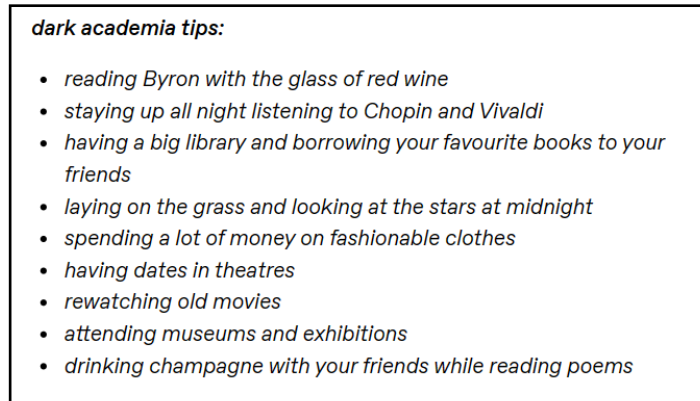 dark academia tips:
• reading Byron with the glass of red wine
• staying up all night listening to Chopin and Vivaldi
• having a big library and borrowing your favourite books to your
friends
• laying on the grass and looking at the stars at midnight
• spending a lot of money on fashionable clothes
• having dates in theatres
• rewatching old movies
• attending museums and exhibitions
• drinking champagne with your friends while reading poems